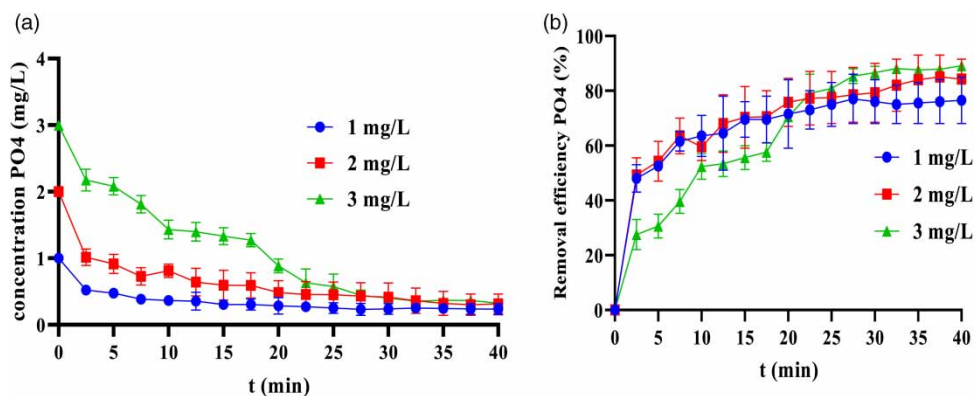 (a)
concentration PO4 (mg/L)
4
3
2
1
0
1 mg/L
2 mg/L
3 mg/L
0 5 10 15 20 25 30 35 40
t (min)
(b)
Removal efficiency PO4 (%)
100
80
60
40
20
0
1 mg/L
2 mg/L
3 mg/L
0 5 10 15 20 25 30 35 40
t (min)